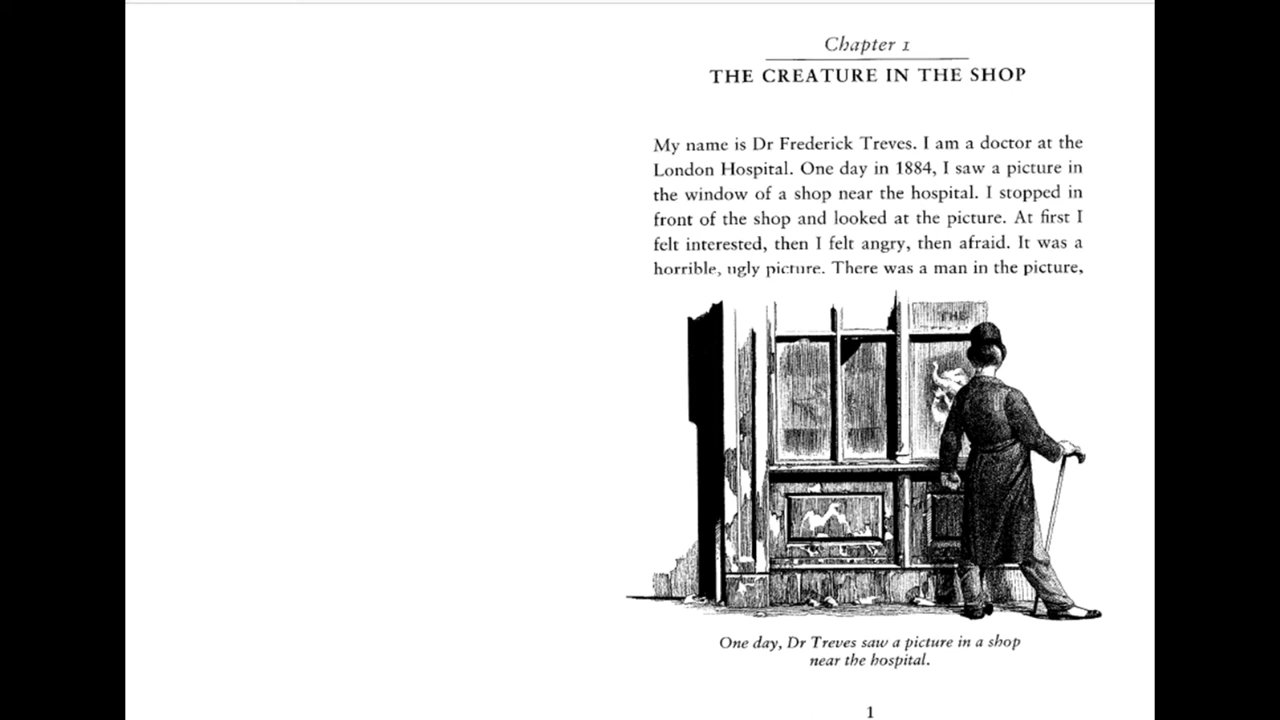 Chapter 1
THE CREATURE IN THE SHOP
My name is Dr Frederick Treves. I am a doctor at the
London Hospital. One day in 1884, I saw a picture in
the window of a shop near the hospital. I stopped in
front of the shop and looked at the picture. At first I
felt interested, then I felt angry, then afraid. It was a
horrible, ugly picture. There was a man in the picture,
THE
One day, Dr Treves saw a picture in a shop
near the hospital.
1